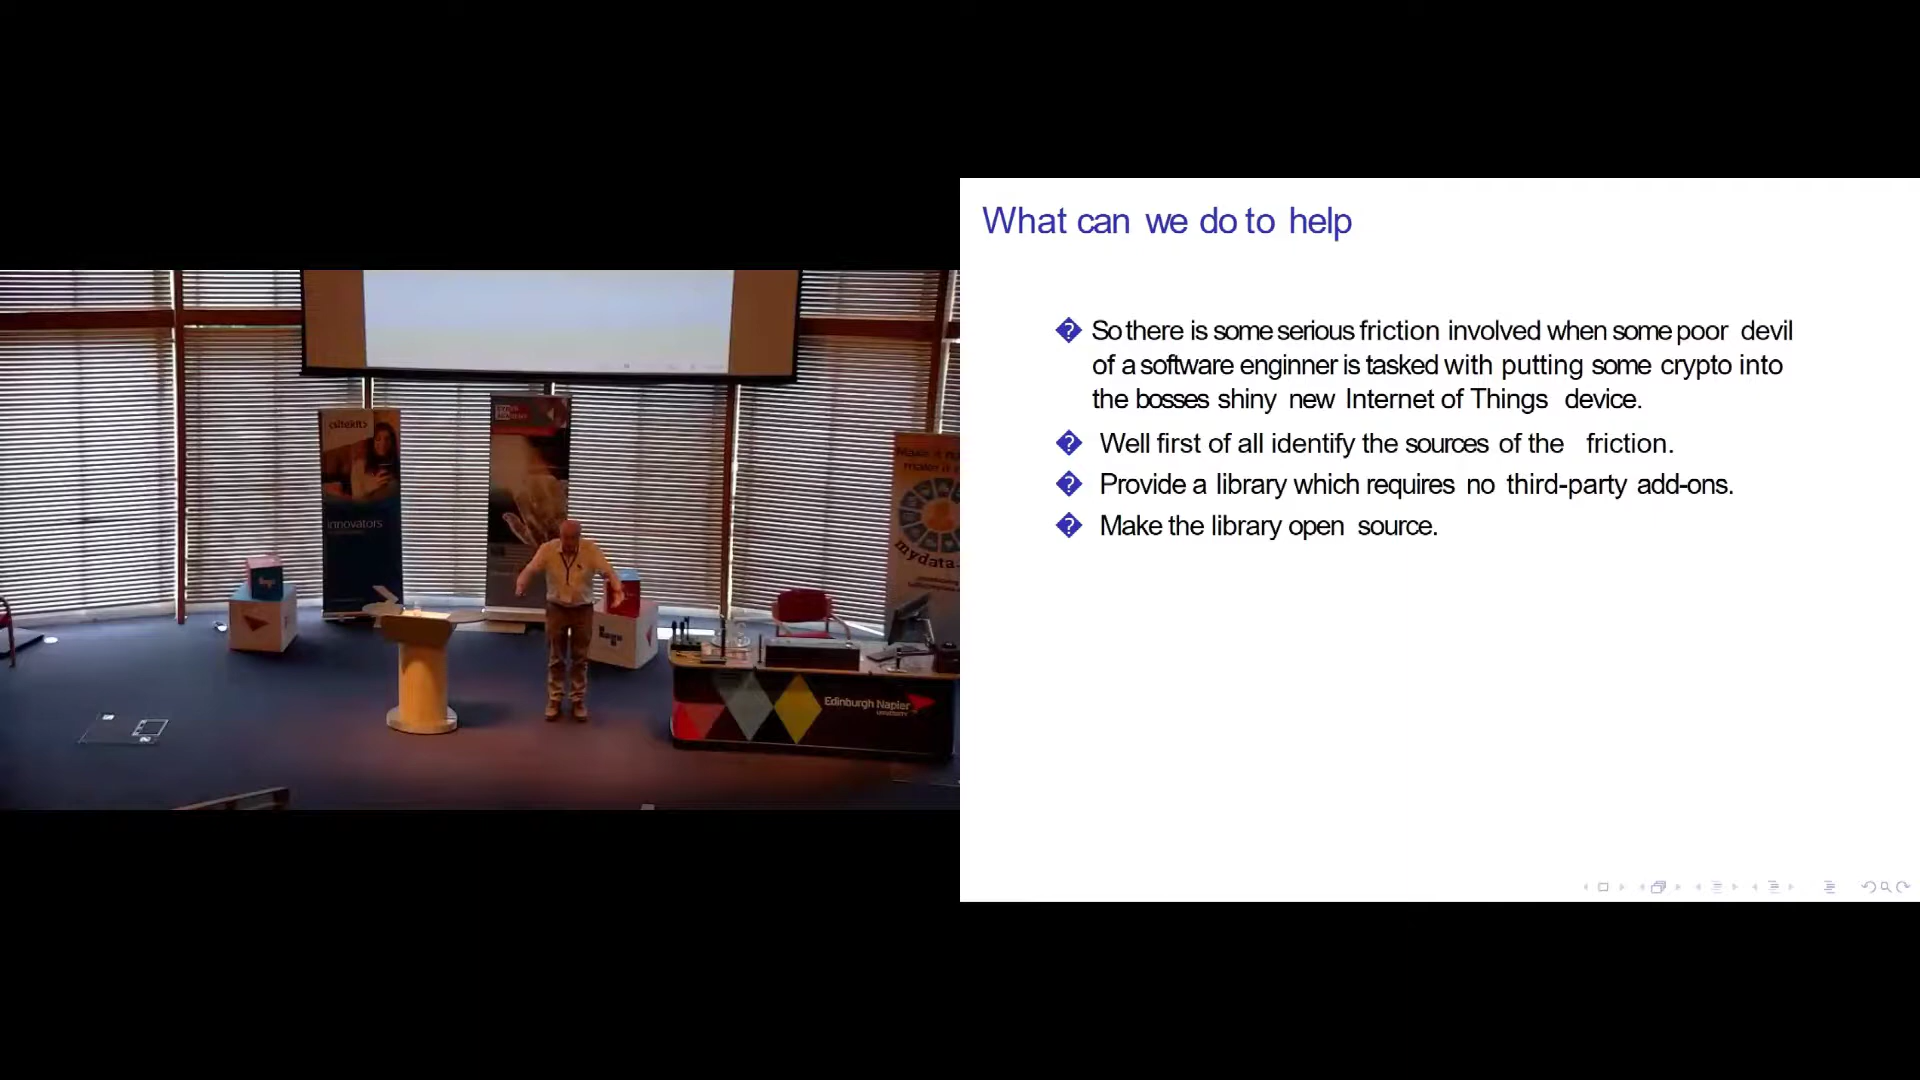 What can we do to help
So there is some serious friction involved when some poor devil
of a software enginner is tasked with putting some crypto into
the bosses shiny new Internet of Things device.
Well first of all identify the sources of the friction.
Provide a library which requires no third-party add-ons.
Make the library open source.
innovators
mydata-
Edinburgh Napier
UNIVERSITY